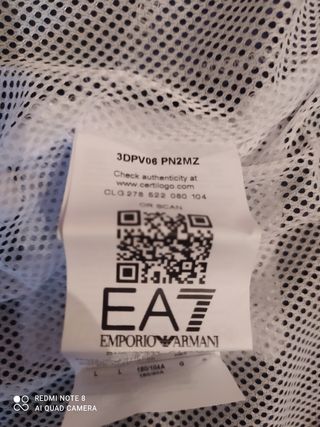 3DPV06 PN2MZ
Check authenticity at
www.certilogo.com
CLG 278 522 080 104
OR SCAN
EA7
EMPORIO ARMANI
L L 180/104A G
REDMI NOTE 8
AI QUAD CAMERA